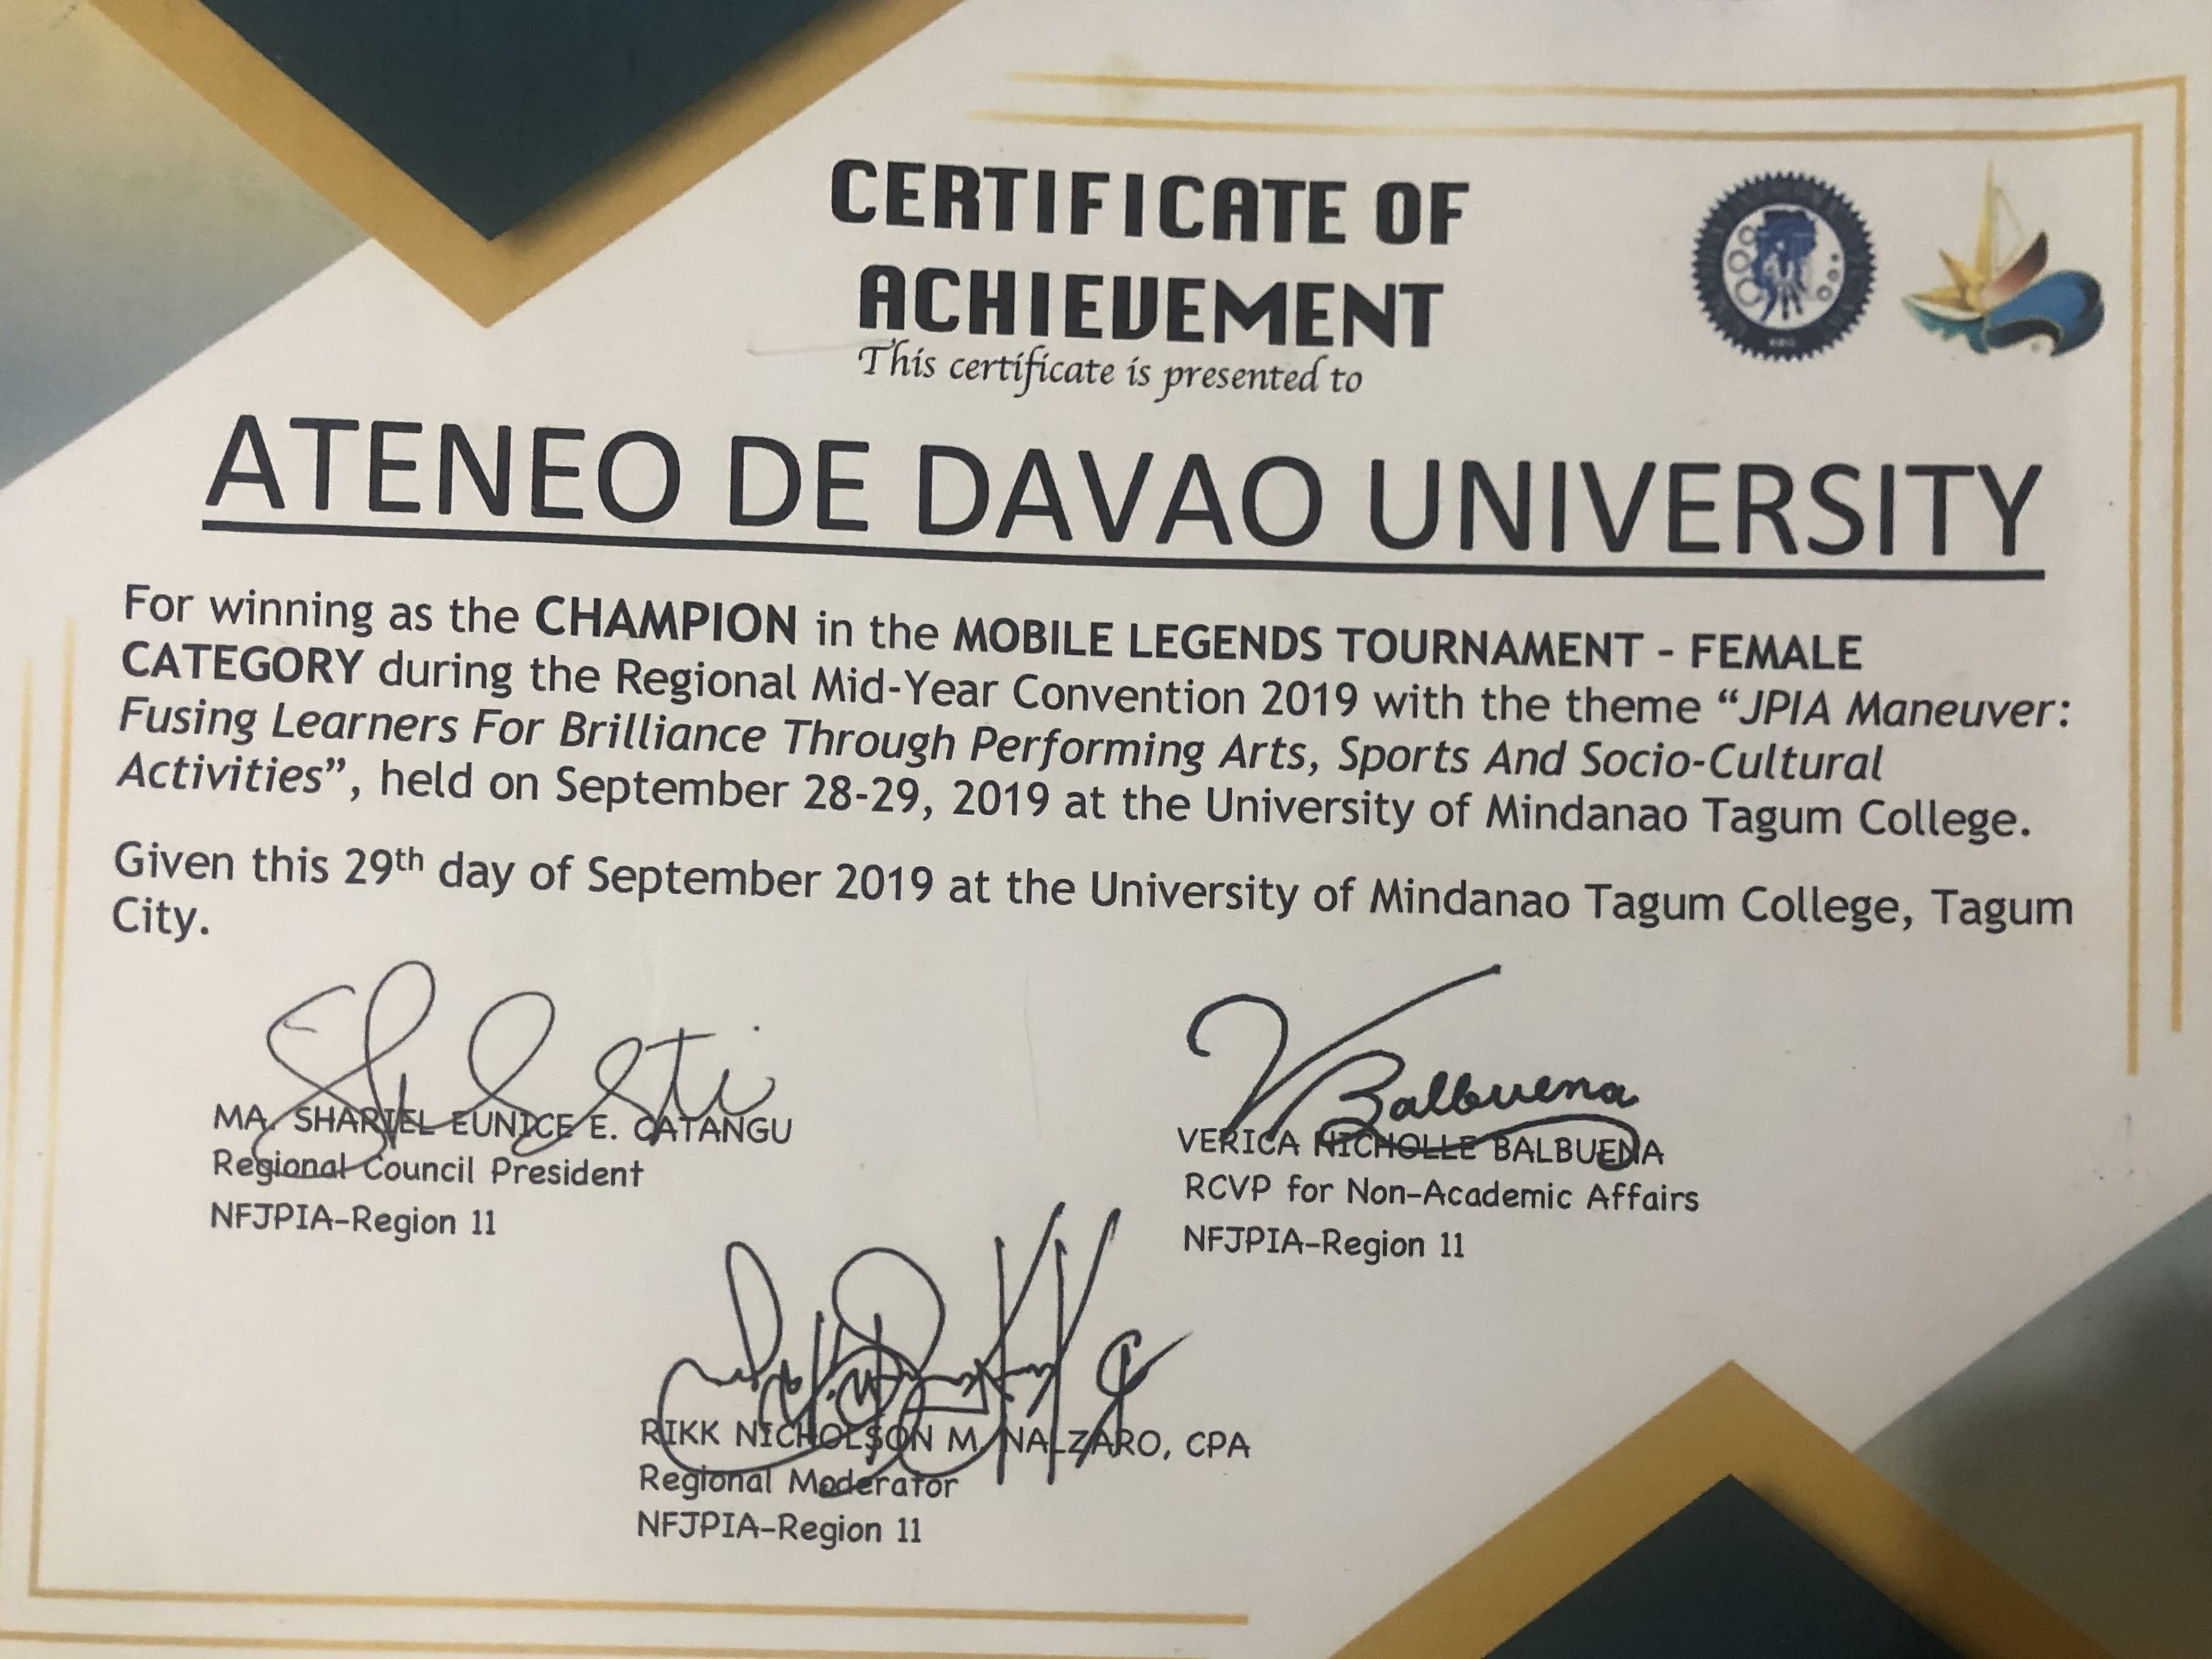 CERTIFICATE OF
ACHIEVEMENT
This certificate is presented to
ATENEO DE DAVAO UNIVERSITY
For winning as the CHAMPION in the MOBILE LEGENDS TOURNAMENT - FEMALE
CATEGORY during the Regional Mid-Year Convention 2019 with the theme “JPIA Maneuver:
Fusing Learners For Brilliance Through Performing Arts, Sports And Socio-Cultural
Activities”, held on September 28-29, 2019 at the University of Mindanao Tagum College.
Given this 29th day of September 2019 at the University of Mindanao Tagum College, Tagum
City.
VBalbuena
MA. SHARIEL EUNICE E. CATANGU
Regional Council President
NFJPIA-Region 11
VERICA NICHOLLE BALBUENA
RCVP for Non-Academic Affairs
NFJPIA-Region 11
RIKK NICHOLSON M. NALZARO, CPA
Regional Moderator
NFJPIA-Region 11